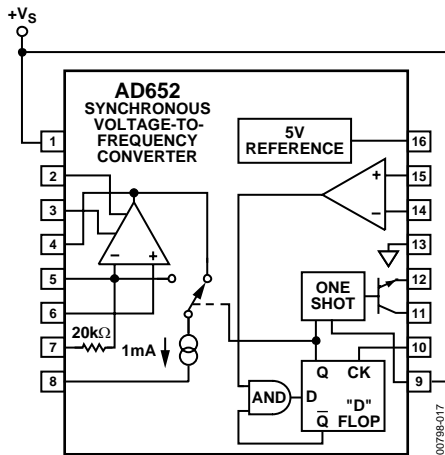 +VS
AD652
SYNCHRONOUS
VOLTAGE-TO-
FREQUENCY
CONVERTER
5V
REFERENCE
1
2
3
4
5
6
7
8
16
15
14
13
12
11
10
9
+
−
−
+
20kΩ
1mA
ONE
SHOT
AND
D
Q
CK
"D"
FLOP
Q̅
00798-017